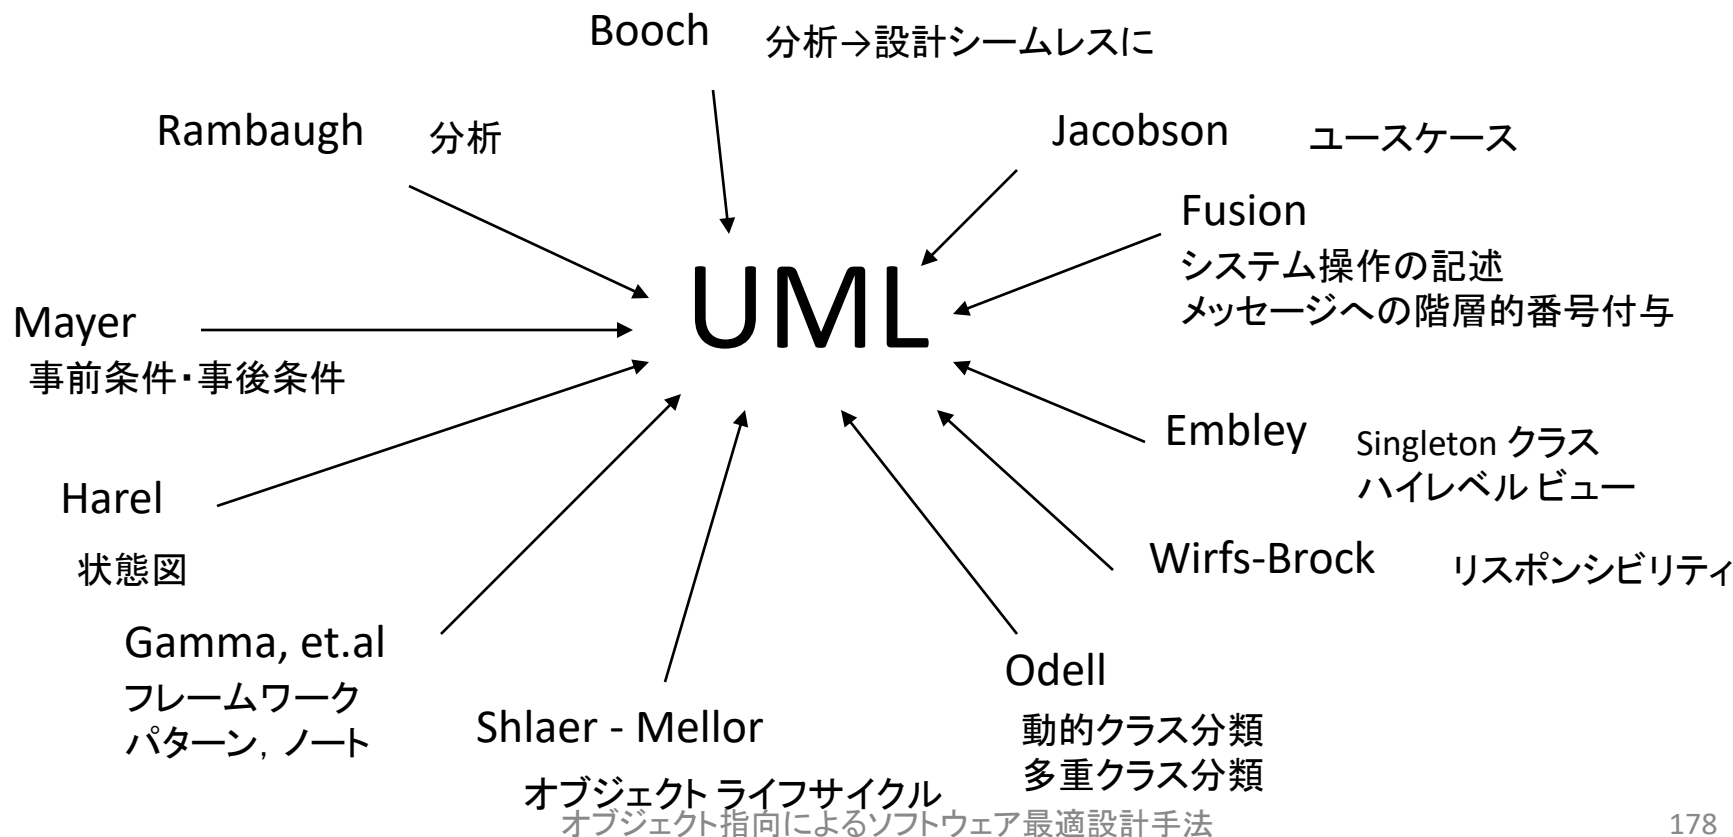 Booch 分析→設計シームレスに
Rambaugh 分析
Jacobson ユースケース
Fusion
システム操作の記述
メッセージへの階層的番号付与
UML
Mayer
事前条件・事後条件
Embley Singleton クラス
ハイレベル ビュー
Harel
状態図
Wirfs-Brock リスポンシビリティ
Gamma, et.al
フレームワーク
パターン, ノート
Shlaer - Mellor
オブジェクト ライフサイクル
Odell
動的クラス分類
多重クラス分類
オブジェクト指向によるソフトウェア最適設計手法
178